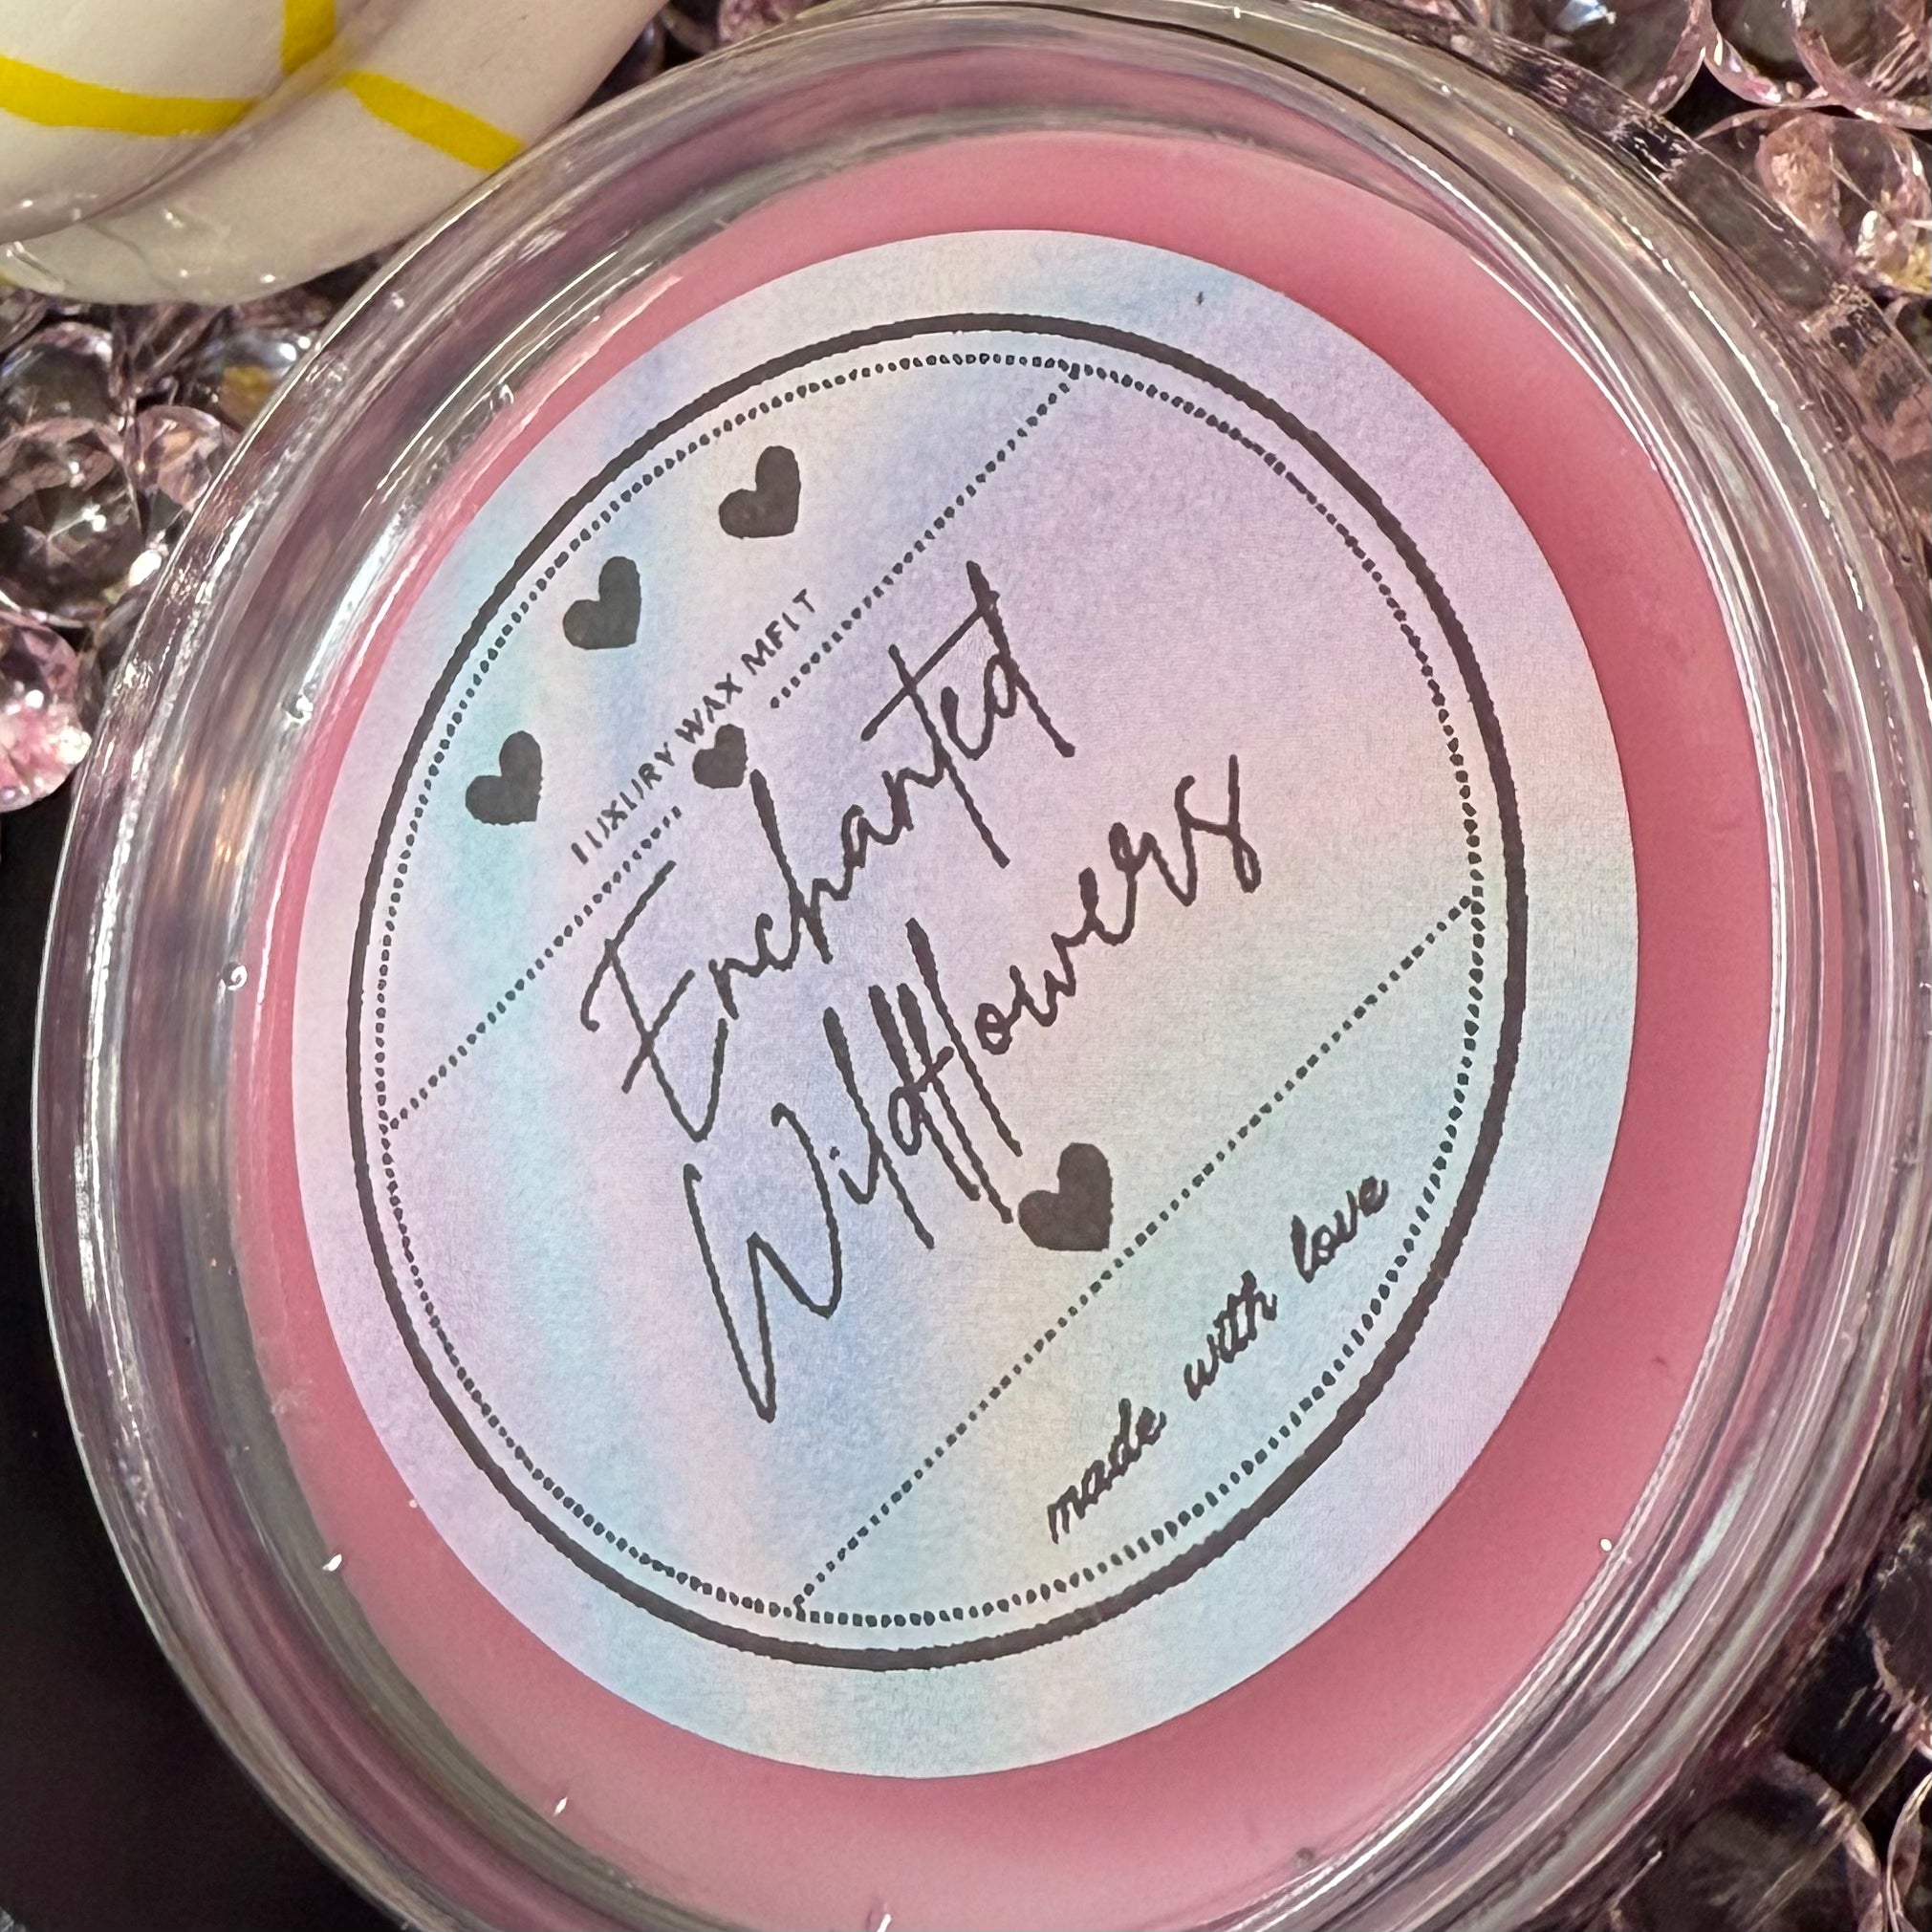 LUXURY WAX MELT
Enchanted
Wildflowers
made with love